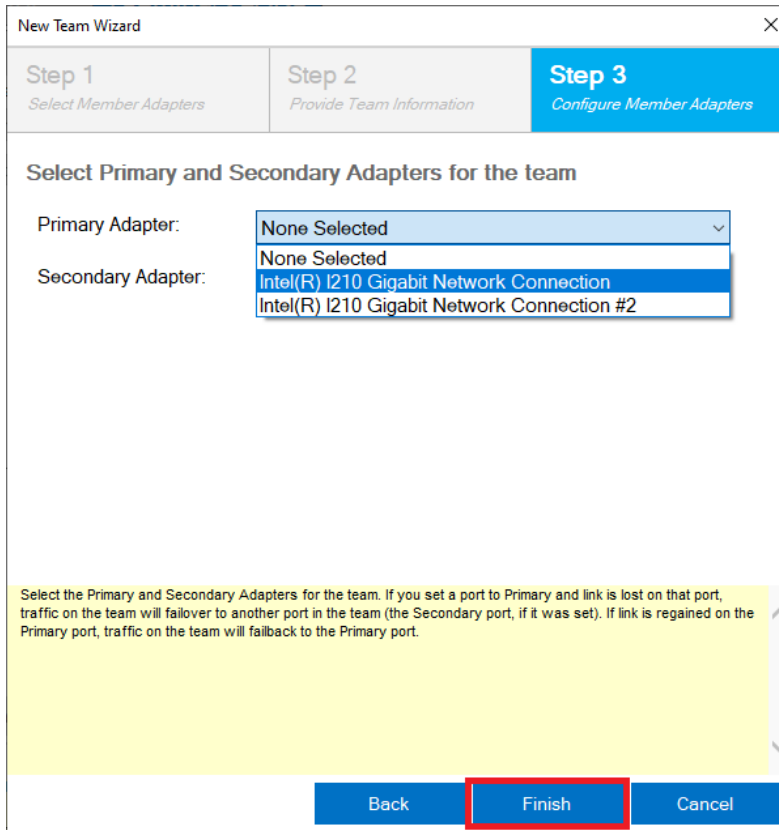 New Team Wizard
Step 1
Select Member Adapters
Step 2
Provide Team Information
Step 3
Configure Member Adapters
Select Primary and Secondary Adapters for the team
Primary Adapter:
None Selected
None Selected
Secondary Adapter:
Intel(R) I210 Gigabit Network Connection
Intel(R) I210 Gigabit Network Connection #2
Select the Primary and Secondary Adapters for the team. If you set a port to Primary and link is lost on that port,
traffic on the team will failover to another port in the team (the Secondary port, if it was set). If link is regained on the
Primary port, traffic on the team will failback to the Primary port.
Back
Finish
Cancel